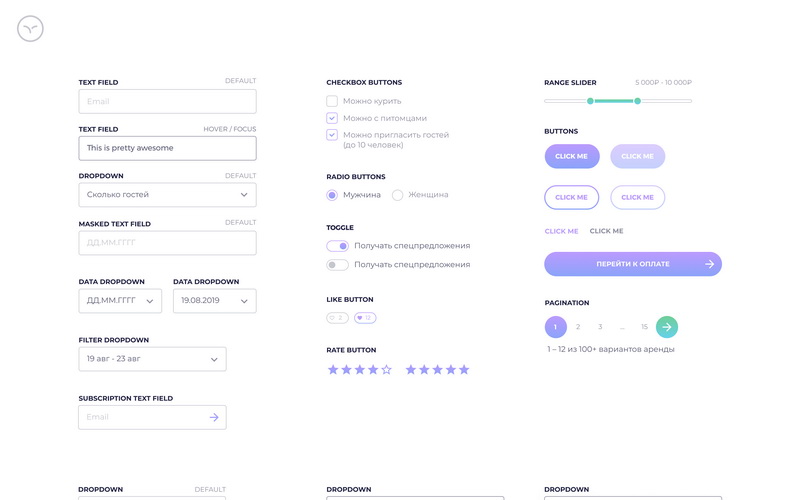 TEXT FIELD
DEFAULT
Email
TEXT FIELD
HOVER / FOCUS
This is pretty awesome
DROPDOWN
DEFAULT
Сколько гостей
MASKED TEXT FIELD
DEFAULT
ДД.ММ.ГГГГ
DATA DROPDOWN
DATA DROPDOWN
ДД.ММ.ГГГГ
19.08.2019
FILTER DROPDOWN
19 авг - 23 авг
SUBSCRIPTION TEXT FIELD
Email
DROPDOWN
DEFAULT
CHECKBOX BUTTONS
Можно курить
Можно с питомцами
Можно пригласить гостей
(до 10 человек)
RADIO BUTTONS
Мужчина
Женщина
TOGGLE
Получать спецпредложения
Получать спецпредложения
LIKE BUTTON
2
12
RATE BUTTON
DROPDOWN
RANGE SLIDER
5 000₽ - 10 000₽
BUTTONS
CLICK ME
CLICK ME
CLICK ME
CLICK ME
CLICK ME
CLICK ME
ПЕРЕЙТИ К ОПЛАТЕ
PAGINATION
1
2
3
...
15
1 – 12 из 100+ вариантов аренды
DROPDOWN